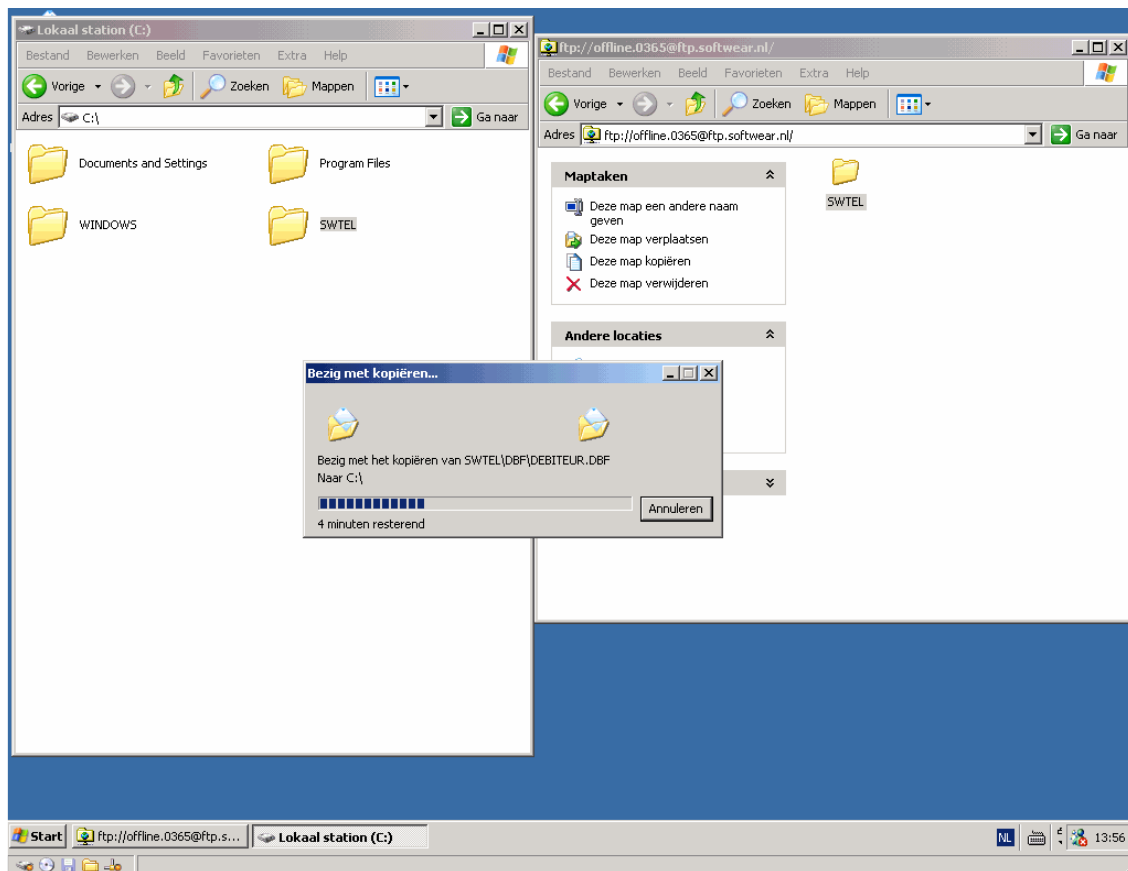 Lokaal station (C:)
Bestand Bewerken Beeld Favorieten Extra Help
Vorige Zoeken Mappen
Adres C:\ Ga naar
Documents and Settings
Program Files
WINDOWS
SWTEL
ftp://offline.0365@ftp.softwear.nl/
Bestand Bewerken Beeld Favorieten Extra Help
Vorige Zoeken Mappen
Adres ftp://offline.0365@ftp.softwear.nl/ Ga naar
Maptaken
Deze map een andere naam
geven
Deze map verplaatsen
Deze map kopiëren
Deze map verwijderen
Andere locaties
SWTEL
Bezig met kopiëren...
Bezig met het kopiëren van SWTEL\DBF\DEBITEUR.DBF
Naar C:\
4 minuten resterend
Annuleren
Start
ftp://offline.0365@ftp.s...
Lokaal station (C:)
NL
13:56